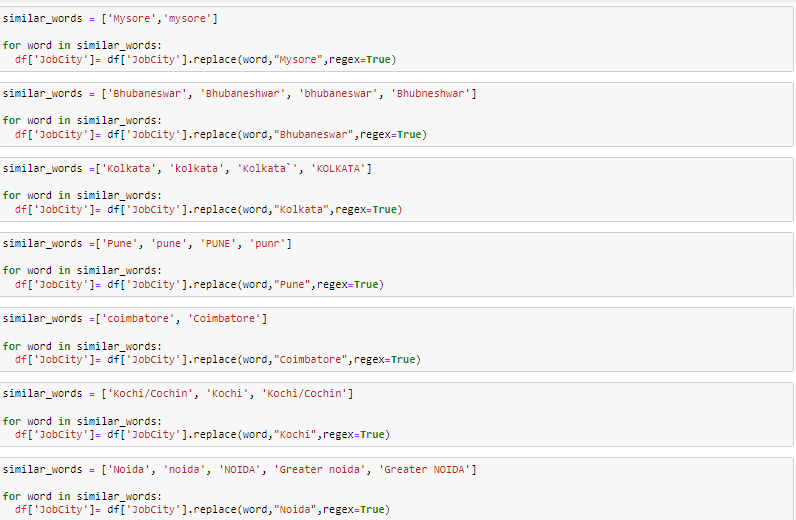 similar_words = ['Mysore','mysore']
for word in similar_words:
df['JobCity']= df['JobCity'].replace(word,"Mysore",regex=True)
similar_words = ['Bhubaneswar', 'Bhubaneshwar', 'bhubaneswar', 'Bhubneshwar']
for word in similar_words:
df['JobCity']= df['JobCity'].replace(word,"Bhubaneswar",regex=True)
similar_words =['Kolkata', 'kolkata', 'Kolkata`', 'KOLKATA']
for word in similar_words:
df['JobCity']= df['JobCity'].replace(word,"Kolkata",regex=True)
similar_words =['Pune', 'pune', 'PUNE', 'punr']
for word in similar_words:
df['JobCity']= df['JobCity'].replace(word,"Pune",regex=True)
similar_words =['coimbatore', 'Coimbatore']
for word in similar_words:
df['JobCity']= df['JobCity'].replace(word,"Coimbatore",regex=True)
similar_words = ['Kochi/Cochin', 'Kochi', 'Kochi/Cochin']
for word in similar_words:
df['JobCity']= df['JobCity'].replace(word,"Kochi",regex=True)
similar_words = ['Noida', 'noida', 'NOIDA', 'Greater noida', 'Greater NOIDA']
for word in similar_words:
df['JobCity']= df['JobCity'].replace(word,"Noida",regex=True)